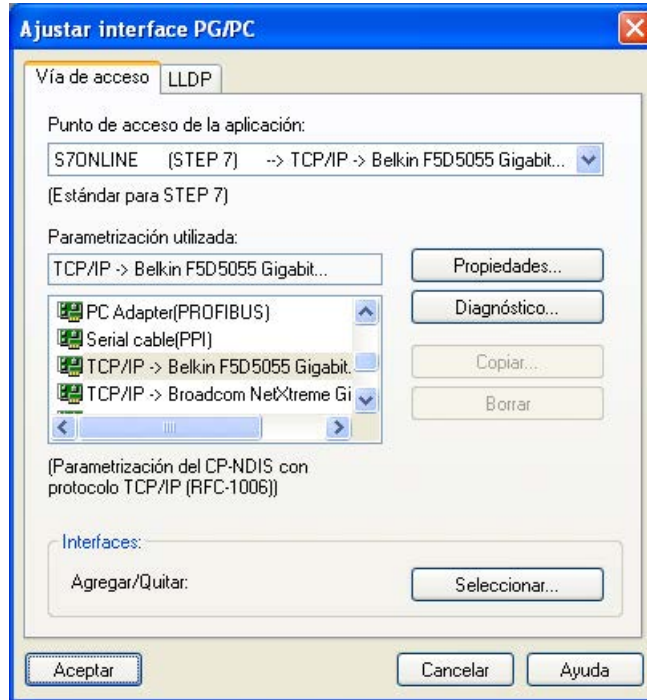 Ajustar interface PG/PC
Vía de acceso
LLDP
Punto de acceso de la aplicación:
S7ONLINE (STEP 7) --> TCP/IP -> Belkin F5D5055 Gigabit...
(Estándar para STEP 7)
Parametrización utilizada:
TCP/IP -> Belkin F5D5055 Gigabit...
Propiedades...
PC Adapter(PROFIBUS)
Serial cable(PPI)
TCP/IP -> Belkin F5D5055 Gigabit.
TCP/IP -> Broadcom NetXtreme Gi
Diagnóstico...
Copiar...
Borrar
(Parametrización del CP-NDIS con
protocolo TCP/IP (RFC-1006))
Interfaces:
Agregar/Quitar:
Seleccionar...
Aceptar
Cancelar
Ayuda